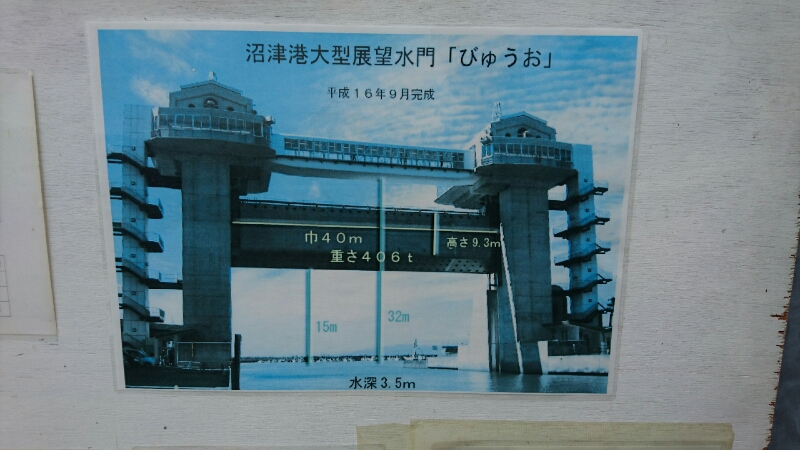 沼津港大型展望水門「びゅうお」
平成１６年９月完成
巾４０ｍ
高さ９.３ｍ
重さ４０６ｔ
15m
32m
水深３.５ｍ